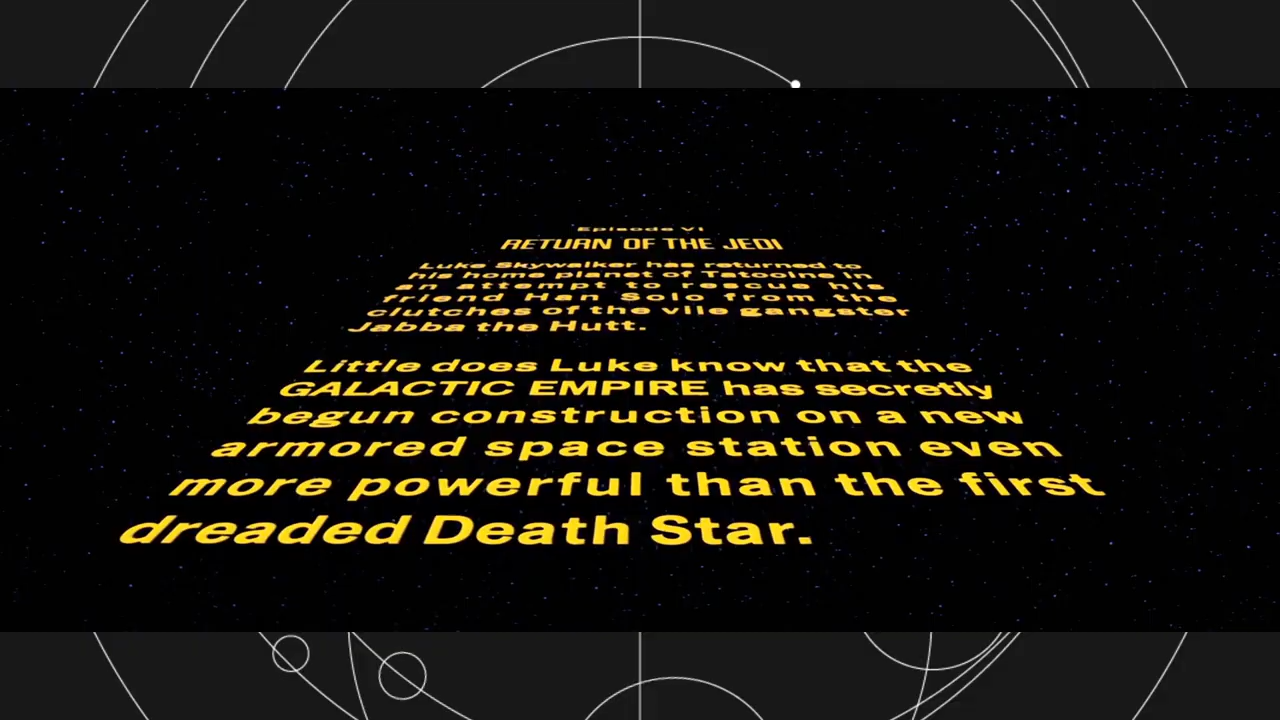 Episode VI
RETURN OF THE JEDI
Luke Skywalker has returned to
his home planet of Tatooine in
an attempt to rescue his
friend Han Solo from the
clutches of the vile gangster
Jabba the Hutt.
Little does Luke know that the
GALACTIC EMPIRE has secretly
begun construction on a new
armored space station even
more powerful than the first
dreaded Death Star.